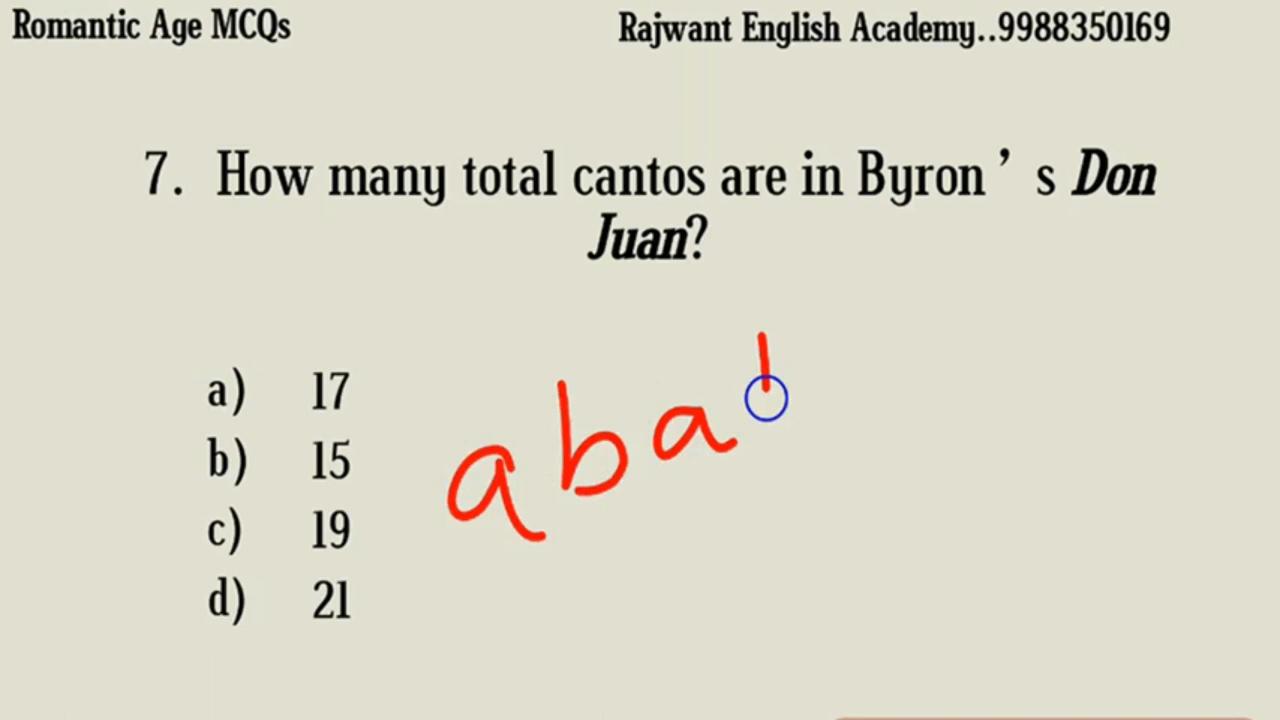 Romantic Age MCQs Rajwant English Academy..9988350169
7. How many total cantos are in Byron ’ s Don
Juan?
a) 17
b) 15
c) 19
d) 21
aba